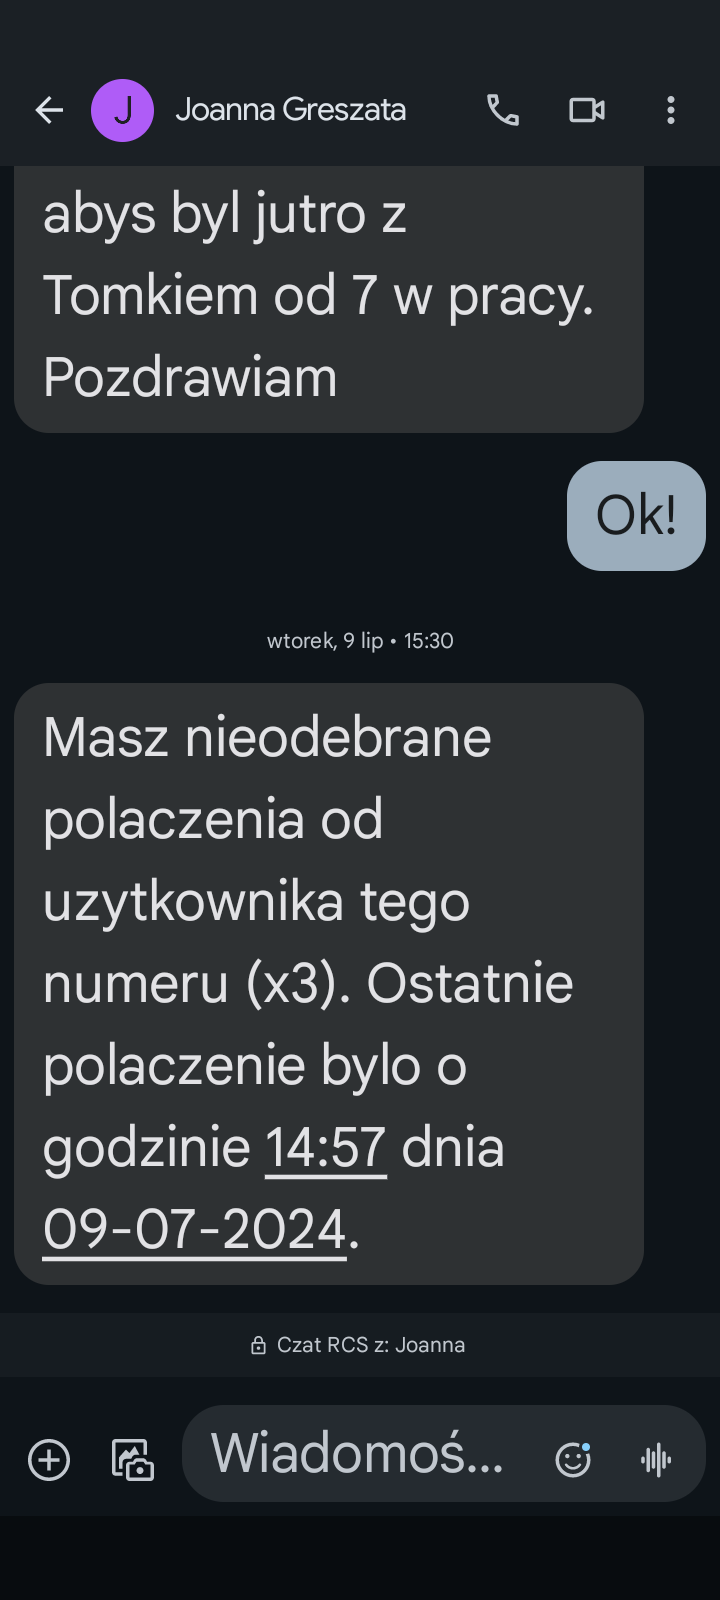 J Joanna Greszata
abys byl jutro z
Tomkiem od 7 w pracy.
Pozdrawiam
Ok!
wtorek, 9 lip • 15:30
Masz nieodebrane
polaczenia od
uzytkownika tego
numeru (x3). Ostatnie
polaczenie bylo o
godzinie 14:57 dnia
09-07-2024.
Czat RCS z: Joanna
Wiadomoś...